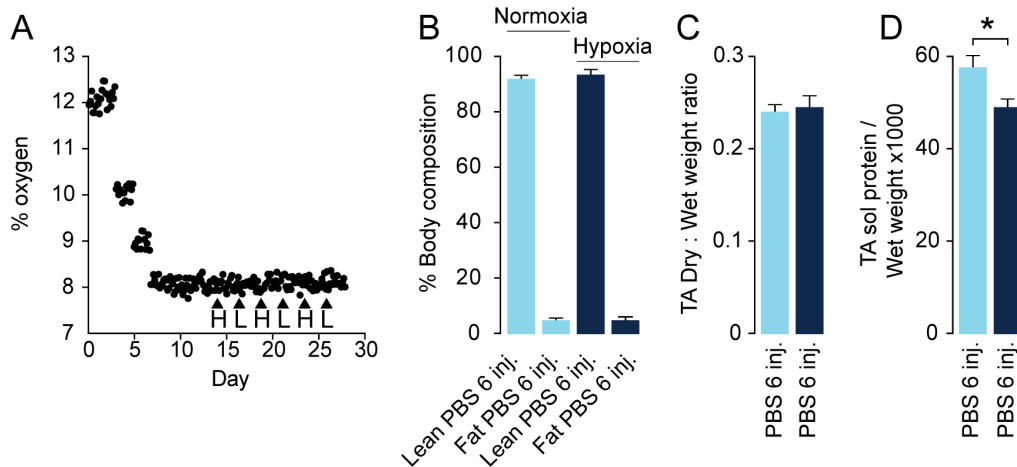 A
13
12
11
10
9
8
7
% oxygen
H L H L H L
0 5 10 15 20 25 30
Day
B
Normoxia
Hypoxia
100
80
60
40
20
0
% Body composition
Lean PBS 6 inj.
Fat PBS 6 inj.
Lean PBS 6 inj.
Fat PBS 6 inj.
C
0.3
0.2
0.1
0
TA Dry : Wet weight ratio
PBS 6 inj.
PBS 6 inj.
D
*
60
40
20
0
TA sol protein /
Wet weight x1000
PBS 6 inj.
PBS 6 inj.